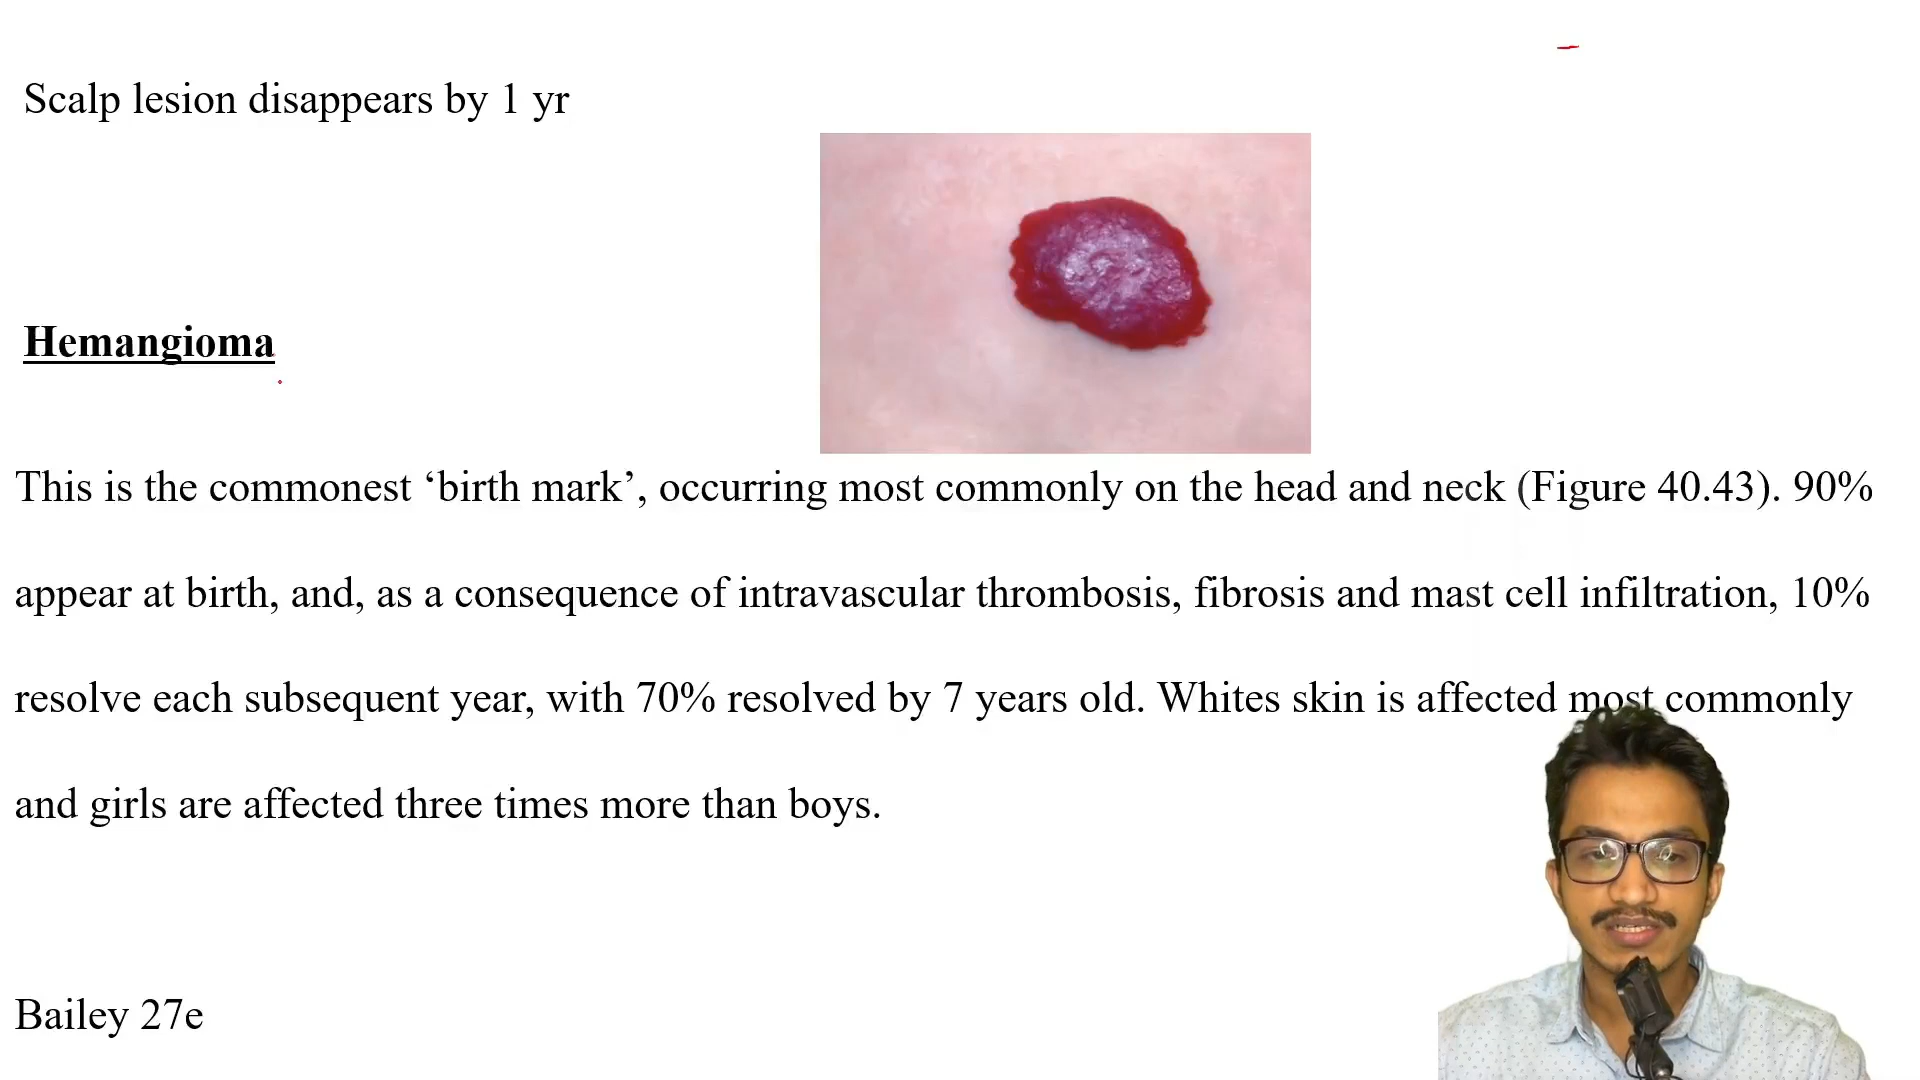 Scalp lesion disappears by 1 yr
Hemangioma
This is the commonest ‘birth mark’, occurring most commonly on the head and neck (Figure 40.43). 90%
appear at birth, and, as a consequence of intravascular thrombosis, fibrosis and mast cell infiltration, 10%
resolve each subsequent year, with 70% resolved by 7 years old. Whites skin is affected most commonly
and girls are affected three times more than boys.
Bailey 27e